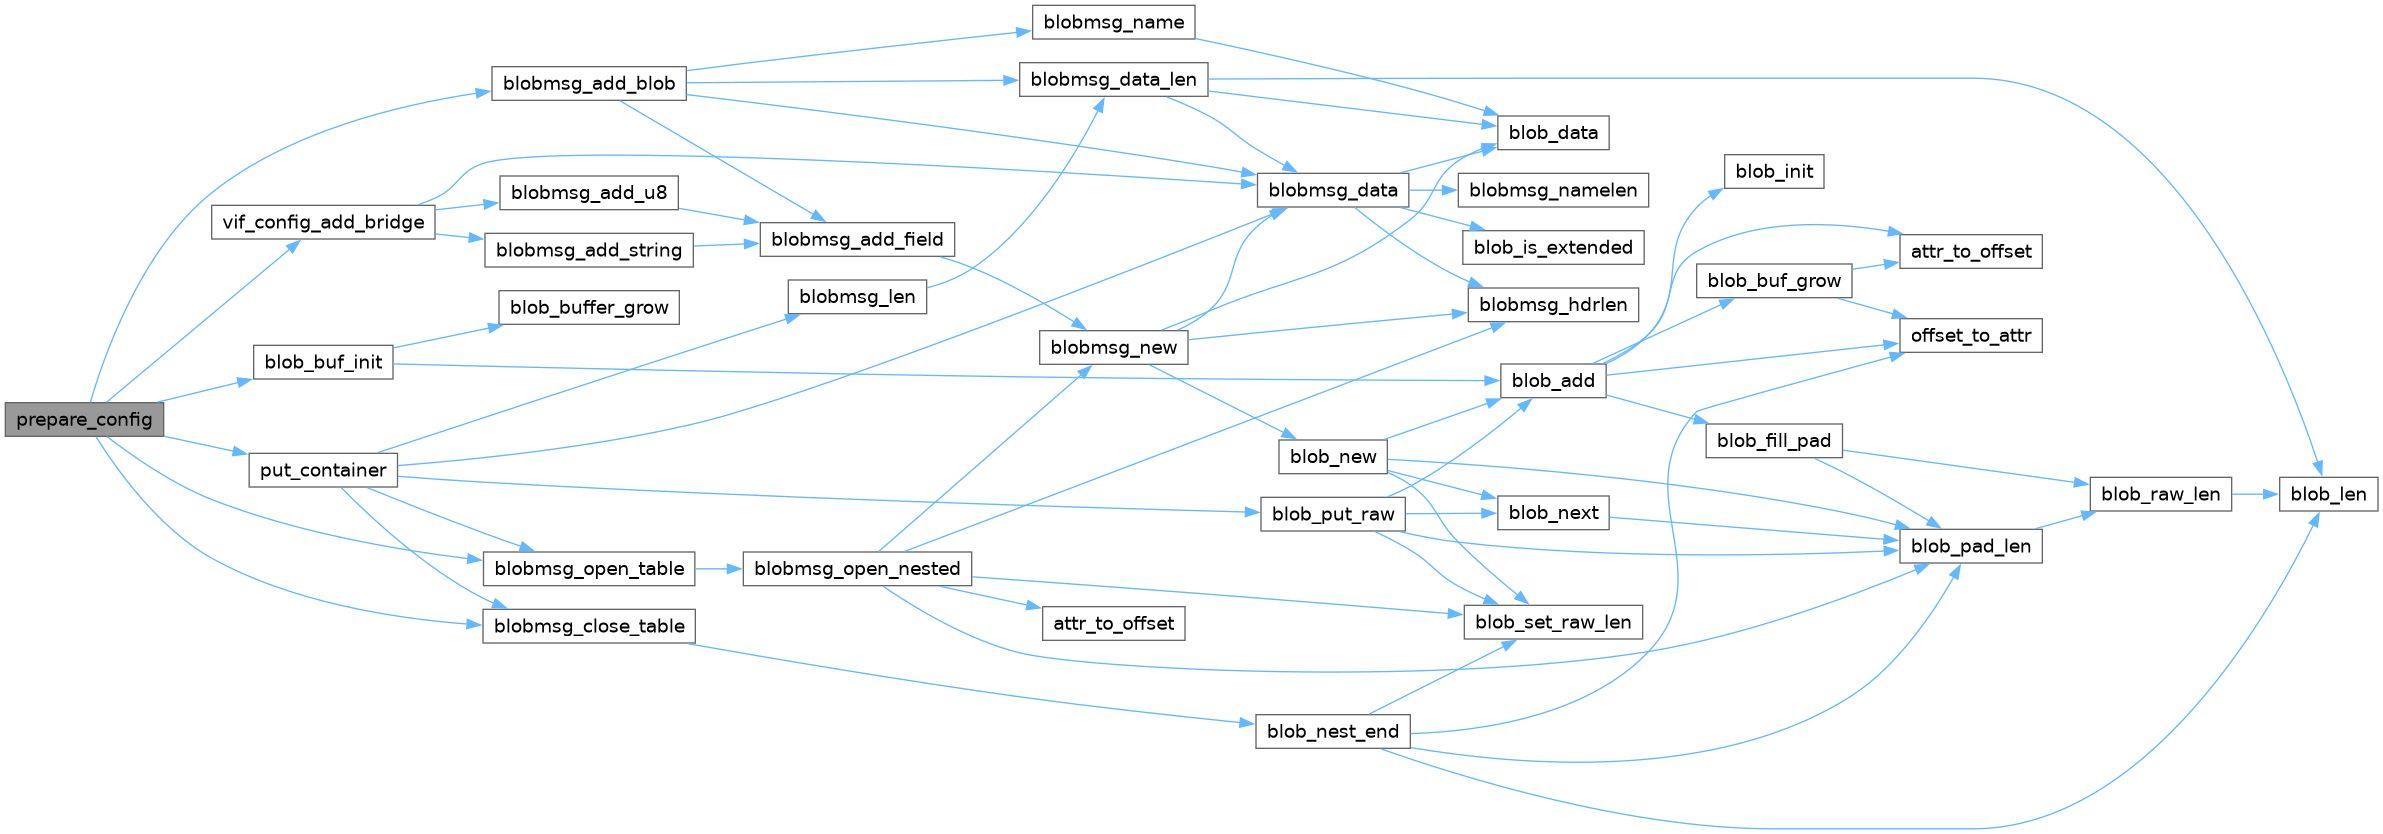 prepare_config
blobmsg_add_blob
vif_config_add_bridge
blob_buf_init
put_container
blobmsg_add_u8
blobmsg_add_string
blob_buffer_grow
blobmsg_open_table
blobmsg_close_table
blobmsg_add_field
blobmsg_len
blobmsg_open_nested
blobmsg_name
blobmsg_data_len
blobmsg_new
attr_to_offset
blobmsg_data
blob_new
blob_put_raw
blob_nest_end
blob_data
blobmsg_namelen
blob_is_extended
blobmsg_hdrlen
blob_add
blob_next
blob_set_raw_len
blob_init
blob_buf_grow
blob_fill_pad
attr_to_offset
offset_to_attr
blob_pad_len
blob_raw_len
blob_len